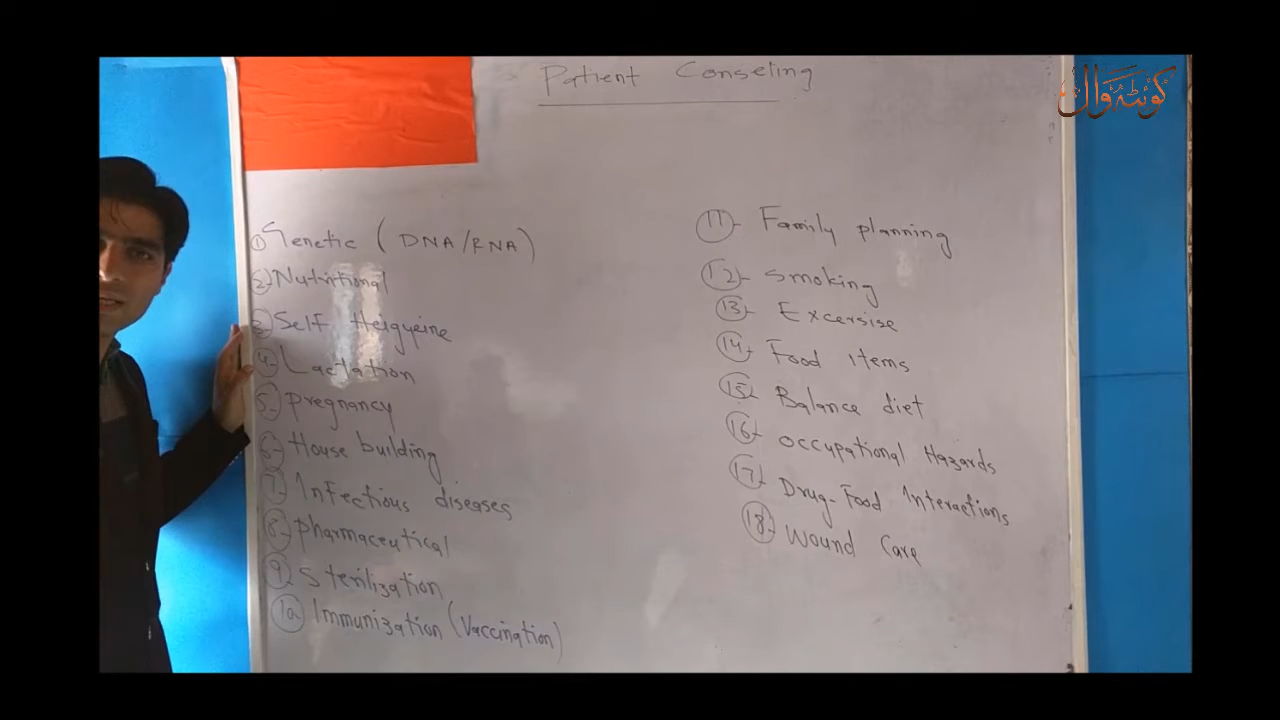 Patient Conseling
کوئٹہ وال
1 Genetic (DNA/RNA)
2- Nutritional
3 Self Heigyeine
4- Lactation
5- Pregnancy
6- House building
7- Infectious diseases
8- pharmaceutical
9- Sterilization
10 Immunization (Vaccination)
11- Family planning
12- Smoking
13- Excersise
14- Food items
15- Balance diet
16- Occupational Hazards
17- Drug-Food Interactions
18- Wound Care